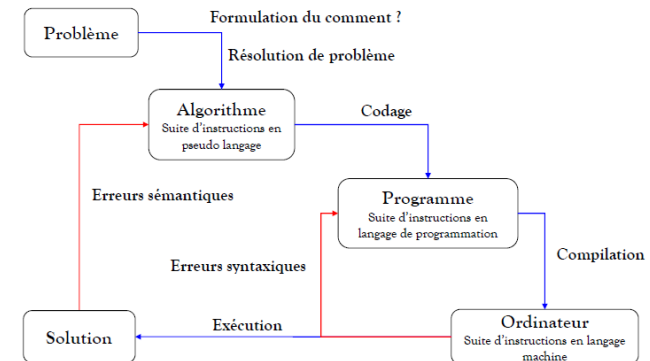 Formulation du comment ?
Problème
Résolution de problème
Algorithme
Suite d'instructions en
pseudo langage
Codage
Erreurs sémantiques
Programme
Suite d'instructions en
langage de programmation
Compilation
Erreurs syntaxiques
Exécution
Solution
Ordinateur
Suite d'instructions en langage
machine